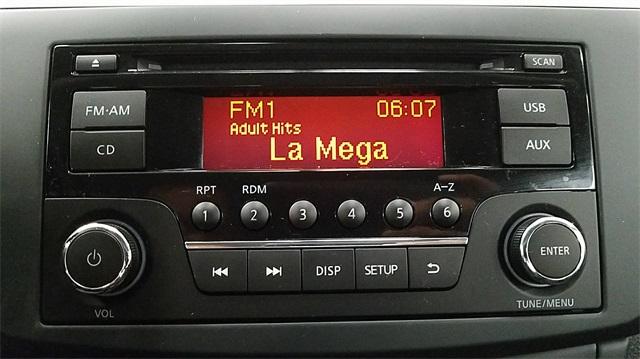 SCAN
FM·AM
CD
FM1 06:07
Adult Hits
La Mega
USB
AUX
RPT RDM A–Z
1 2 3 4 5 6
DISP SETUP
VOL
ENTER
TUNE/MENU